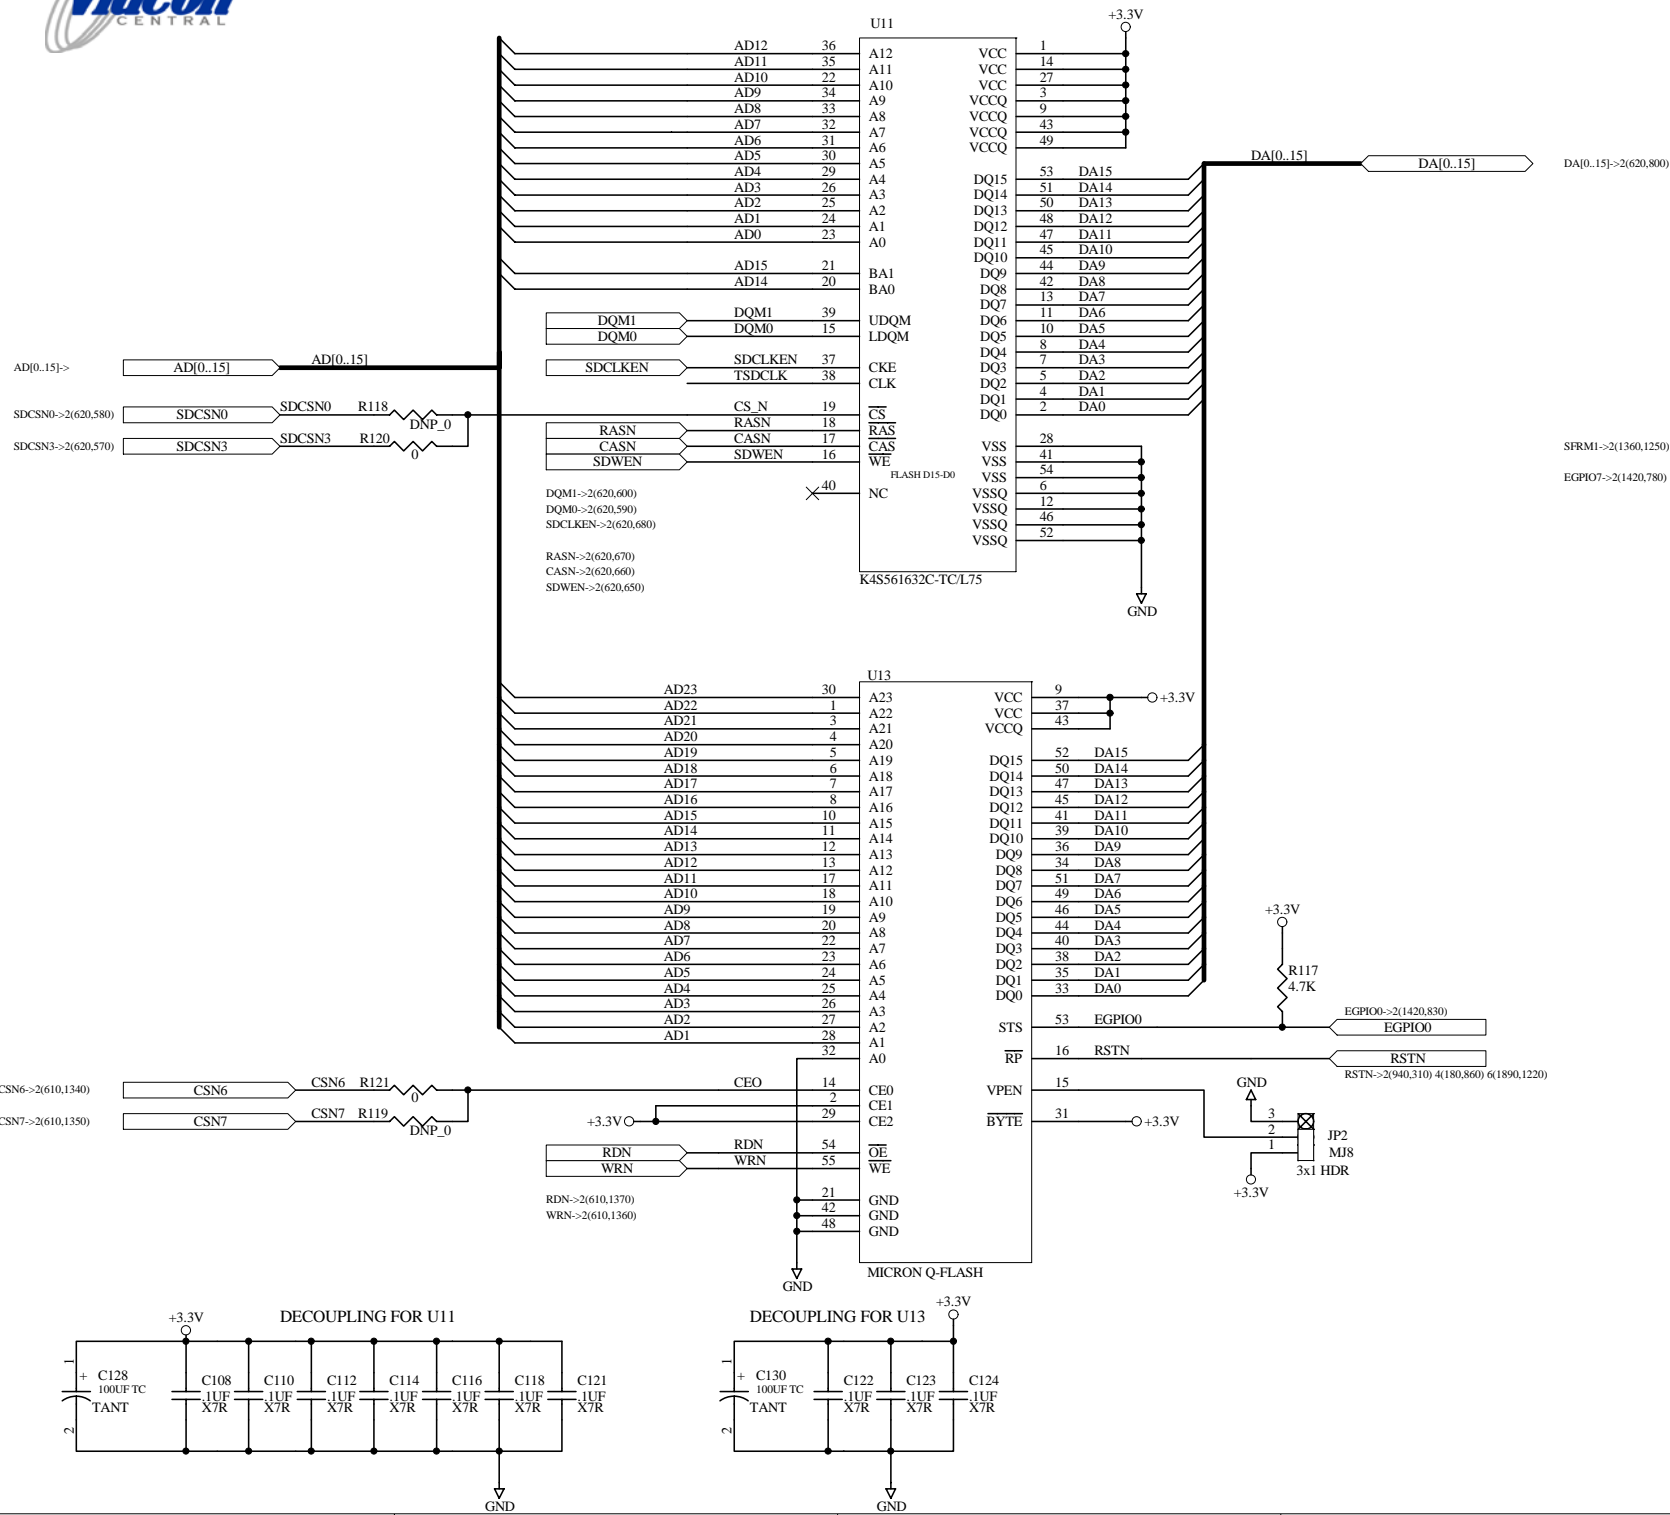 CENTRAL
U11
+3.3V
AD12 36 A12 VCC 1
AD11 35 A11 VCC 14
AD10 22 A10 VCC 27
AD9 34 A9 VCCQ 3
AD8 33 A8 VCCQ 9
AD7 32 A7 VCCQ 43
AD6 31 A6 VCCQ 49
AD5 30 A5
AD4 29 A4 DQ15 53 DA15
AD3 26 A3 DQ14 51 DA14
AD2 25 A2 DQ13 50 DA13
AD1 24 A1 DQ12 48 DA12
AD0 23 A0 DQ11 47 DA11
DQ10 45 DA10
AD15 21 BA1 DQ9 44 DA9
AD14 20 BA0 DQ8 42 DA8
DQ7 13 DA7
DQM1 DQM1 39 UDQM DQ6 11 DA6
DQM0 DQM0 15 LDQM DQ5 10 DA5
DQ4 8 DA4
SDCLKEN SDCLKEN 37 CKE DQ3 7 DA3
TSDCLK 38 CLK DQ2 5 DA2
DQ1 4 DA1
CS_N 19 CS DQ0 2 DA0
RASN RASN 18 RAS
CASN CASN 17 CAS VSS 28
SDWEN SDWEN 16 WE VSS 41
FLASH D15-D0 VSS 54
40 NC VSSQ 6
VSSQ 12
VSSQ 46
VSSQ 52
K4S561632C-TC/L75
GND
DA[0..15] DA[0..15] DA[0..15]->2(620,800)
AD[0..15]-> AD[0..15] AD[0..15]
SDCSN0->2(620,580) SDCSN0 SDCSN0 R118 DNP_0
SDCSN3->2(620,570) SDCSN3 SDCSN3 R120 0
SFRM1->2(1360,1250)
EGPIO7->2(1420,780)
DQM1->2(620,600)
DQM0->2(620,590)
SDCLKEN->2(620,680)
RASN->2(620,670)
CASN->2(620,660)
SDWEN->2(620,650)
U13
AD23 30 A23 VCC 9 +3.3V
AD22 1 A22 VCC 37
AD21 3 A21 VCCQ 43
AD20 4 A20
AD19 5 A19 DQ15 52 DA15
AD18 6 A18 DQ14 50 DA14
AD17 7 A17 DQ13 47 DA13
AD16 8 A16 DQ12 45 DA12
AD15 10 A15 DQ11 41 DA11
AD14 11 A14 DQ10 39 DA10
AD13 12 A13 DQ9 36 DA9
AD12 13 A12 DQ8 34 DA8
AD11 17 A11 DQ7 51 DA7
AD10 18 A10 DQ6 49 DA6
AD9 19 A9 DQ5 46 DA5
AD8 20 A8 DQ4 44 DA4
AD7 22 A7 DQ3 40 DA3
AD6 23 A6 DQ2 38 DA2
AD5 24 A5 DQ1 35 DA1
AD4 25 A4 DQ0 33 DA0
AD3 26 A3
AD2 27 A2 STS 53 EGPIO0
AD1 28 A1
32 A0 RP 16 RSTN
CEO 14 CE0 VPEN 15
2 CE1
29 CE2 BYTE 31 +3.3V
+3.3V
RDN RDN 54 OE
WRN WRN 55 WE
21 GND
42 GND
48 GND
MICRON Q-FLASH
GND
+3.3V
R117
4.7K
EGPIO0->2(1420,830)
EGPIO0
RSTN
RSTN->2(940,310) 4(180,860) 6(1890,1220)
GND
3
2
1
JP2
MJ8
3x1 HDR
+3.3V
CSN6->2(610,1340) CSN6 CSN6 R121 0
CSN7->2(610,1350) CSN7 CSN7 R119 DNP_0
RDN->2(610,1370)
WRN->2(610,1360)
+3.3V DECOUPLING FOR U11
1 + C128 100UF TC TANT 2
C108 .1UF X7R
C110 .1UF X7R
C112 .1UF X7R
C114 .1UF X7R
C116 .1UF X7R
C118 .1UF X7R
C121 .1UF X7R
GND
DECOUPLING FOR U13 +3.3V
1 + C130 100UF TC TANT 2
C122 .1UF X7R
C123 .1UF X7R
C124 .1UF X7R
GND